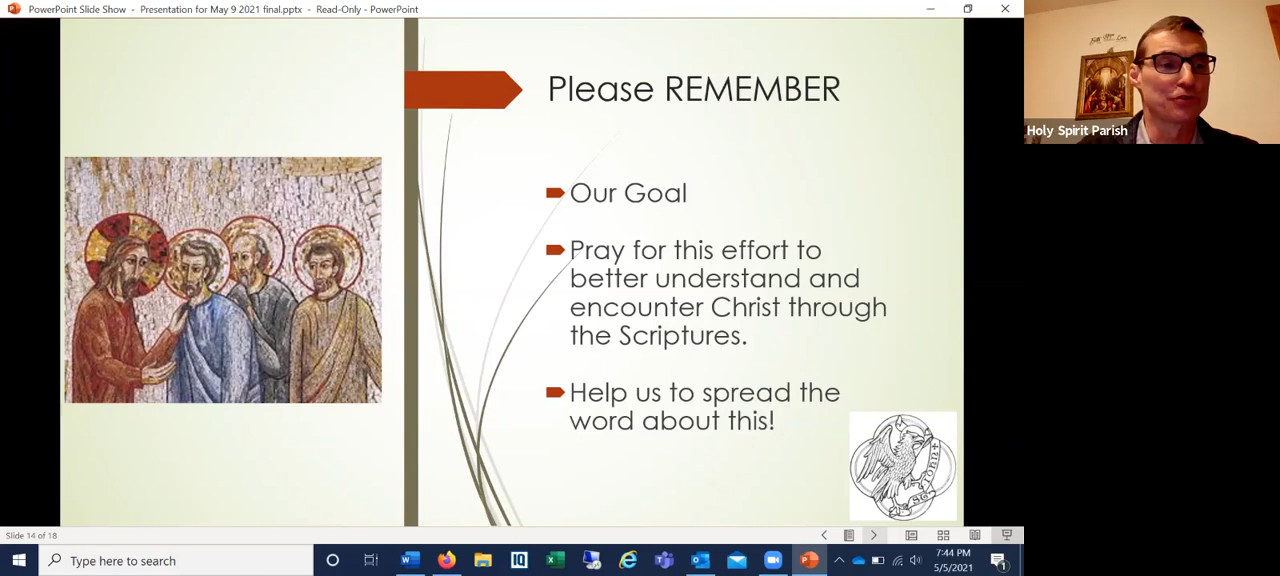 PowerPoint Slide Show - Presentation for May 9 2021 final.pptx - Read-Only - PowerPoint
Please REMEMBER
Our Goal
Pray for this effort to
better understand and
encounter Christ through
the Scriptures.
Help us to spread the
word about this!
Holy Spirit Parish
Slide 14 of 18
Type here to search
7:44 PM
5/5/2021
1